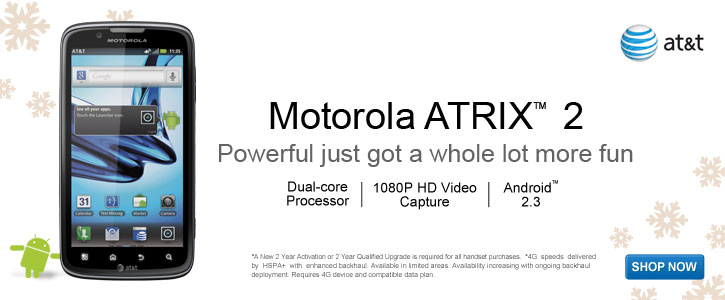 MOTOROLA
AT&T 11:35
Google
See all your apps.
Touch the Launcher icon.
31
Calendar Text Messag Market Camera
at&t
at&t
Motorola ATRIX™ 2
Powerful just got a whole lot more fun
Dual-core
Processor
1080P HD Video
Capture
Android™
2.3
*A New 2 Year Activation or 2 Year Qualified Upgrade is required for all handset purchases. *4G speeds delivered
by HSPA+ with enhanced backhaul. Available in limited areas. Availability increasing with ongoing backhaul
deployment. Requires 4G device and compatible data plan.
SHOP NOW